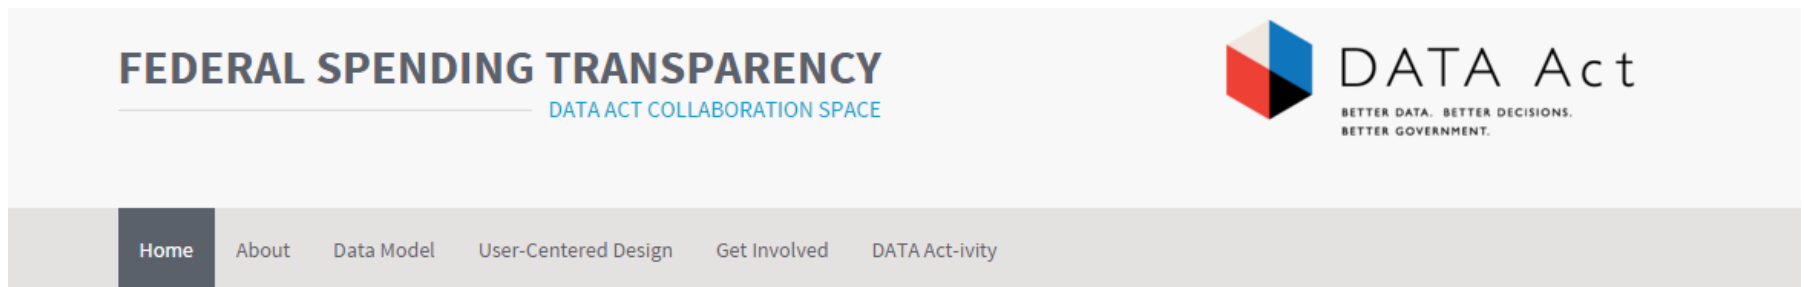 FEDERAL SPENDING TRANSPARENCY
DATA ACT COLLABORATION SPACE
DATA Act
BETTER DATA. BETTER DECISIONS.
BETTER GOVERNMENT.
Home About Data Model User-Centered Design Get Involved DATA Act-ivity